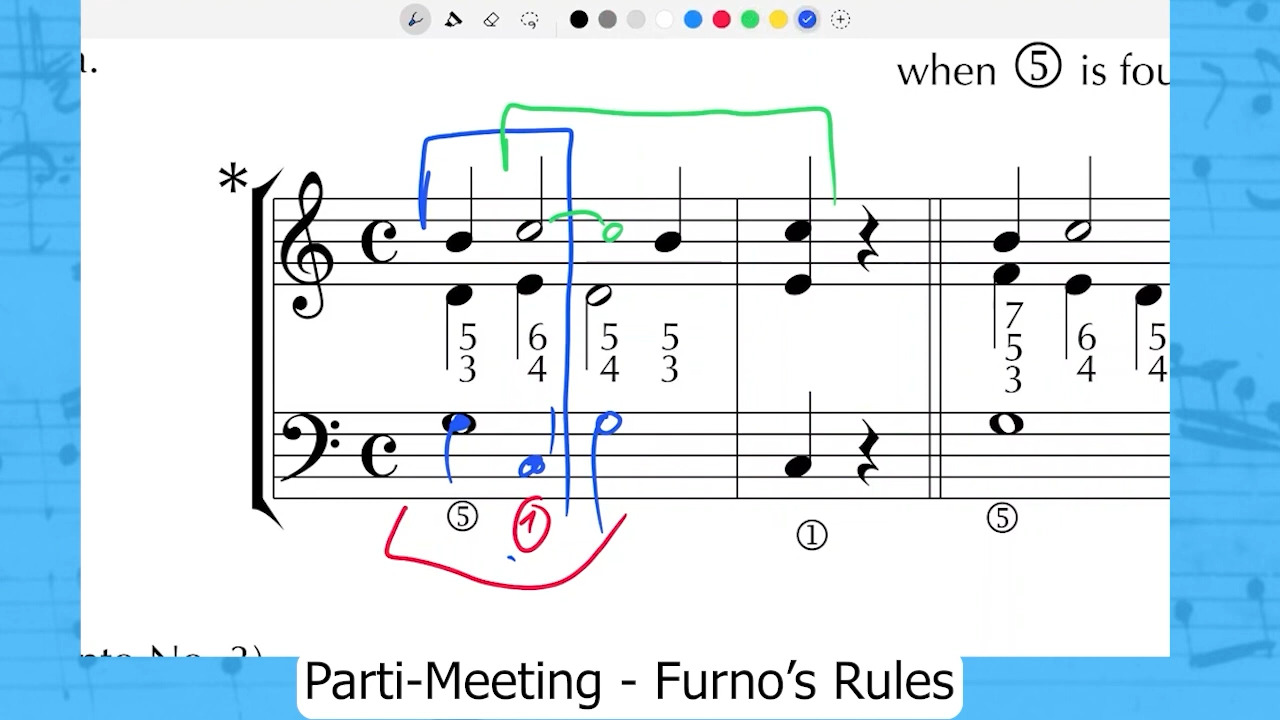 when ⑤ is fou
*
5 6 5 5 7 6 5
3 4 4 3 5 4 4
3
⑤ ① ① ⑤
Parti-Meeting - Furno's Rules